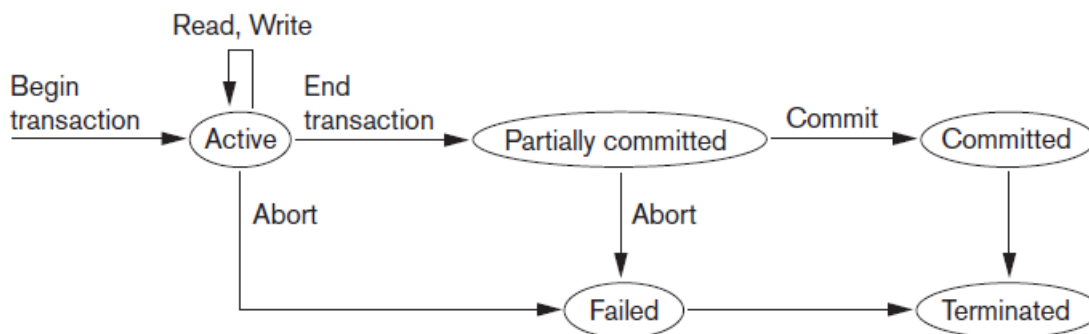 Read, Write
Begin
transaction
End
transaction
Active
Partially committed
Commit
Committed
Abort
Abort
Failed
Terminated